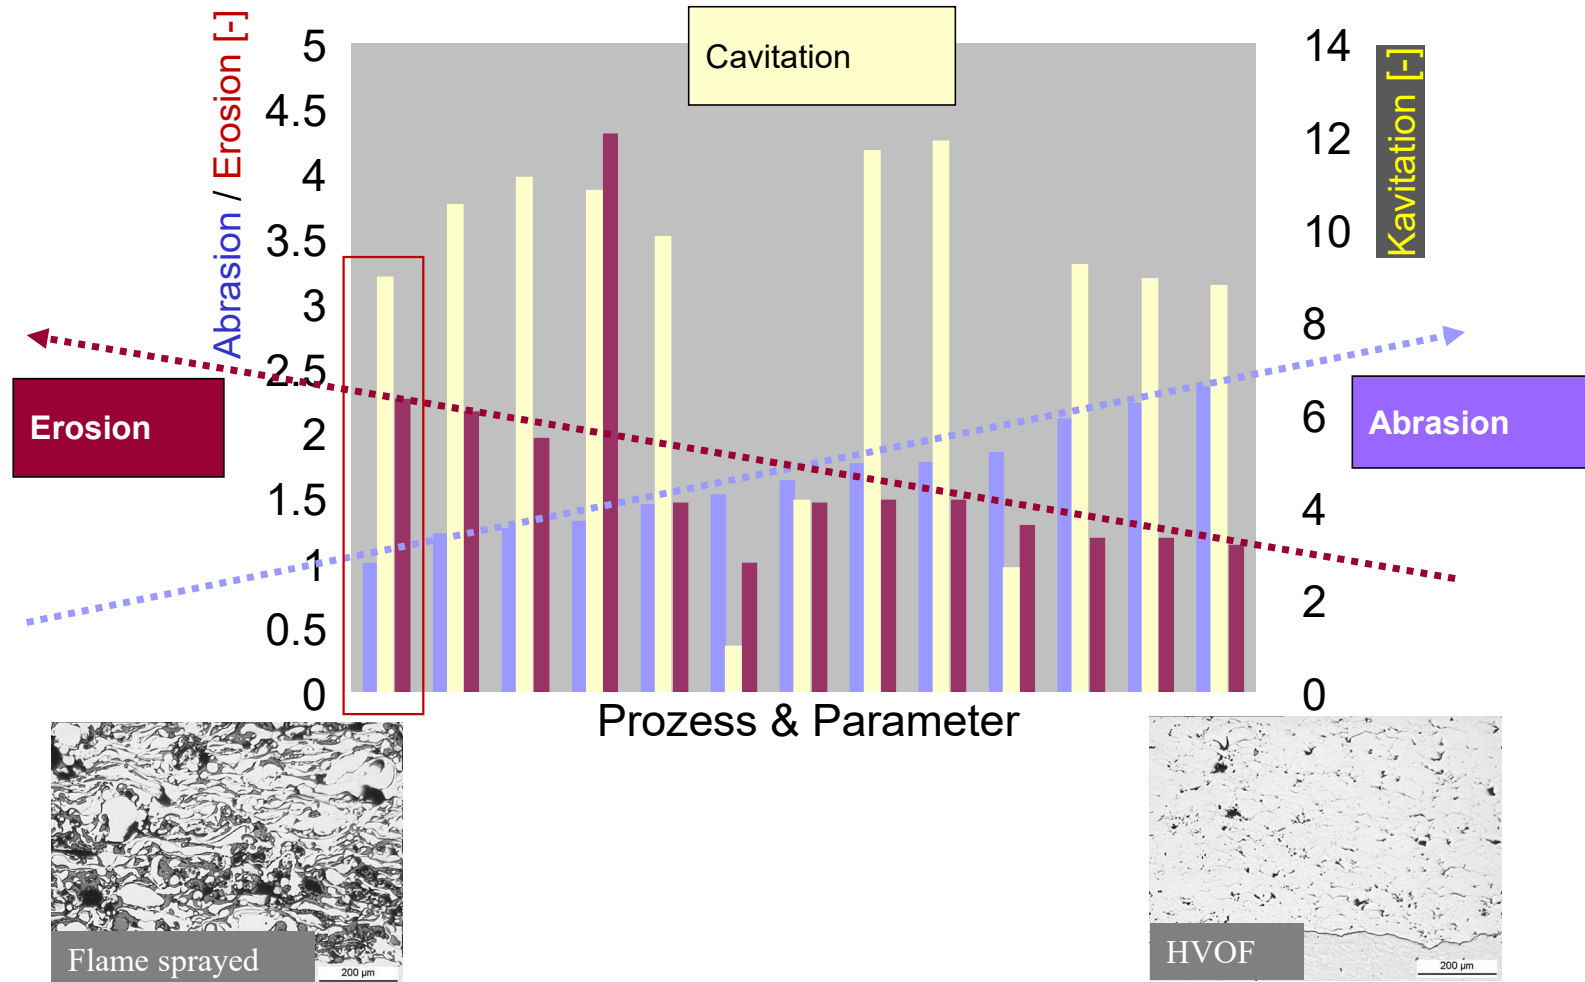 Cavitation
Abrasion / Erosion [-]
5
4.5
4
3.5
3
2.5
2
1.5
1
0.5
0
14
12
10
8
6
4
2
0
Kavitation [-]
Erosion
Abrasion
Prozess & Parameter
Flame sprayed
200 µm
HVOF
200 µm